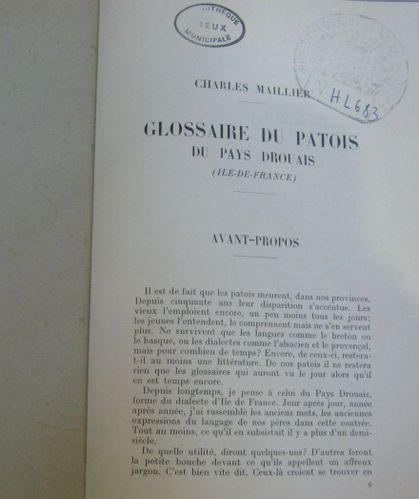 BIBLIOTHÈQUE
DREUX
MUNICIPALE
HL683
CHARLES MAILLIER
GLOSSAIRE DU PATOIS
DU PAYS DROUAIS
(ILE-DE-FRANCE)
AVANT-PROPOS
Il est de fait que les patois meurent, dans nos provinces.
Depuis cinquante ans leur disparition s'accentue. Les
vieux l'emploient encore, un peu moins tous les jours;
les jeunes l'entendent, le comprennent mais ne s'en servent
plus. Ne survivent que les langues comme le breton ou
le basque, ou les dialectes comme l'alsacien et le provençal,
mais pour combien de temps? Encore, de ceux-ci, restera-
t-il au moins une littérature. De nos patois il ne restera
rien que les glossaires qui auront vu le jour alors qu'il
en est temps encore.
Depuis longtemps, je pense à celui du Pays Drouais,
forme du dialecte d'Ile de France. Jour après jour, année
après année, j'ai rassemblé les anciens mots, les anciennes
expressions du langage de nos pères dans cette contrée.
Tout au moins, ce qu'il en subsistait il y a plus d'un demi-
siècle.
De quelle utilité, diront quelques-uns? D'autres feront
la petite bouche devant ce qu'ils appellent un affreux
jargon. C'est bien vite dit. Ceux-là croient se trouver en
6